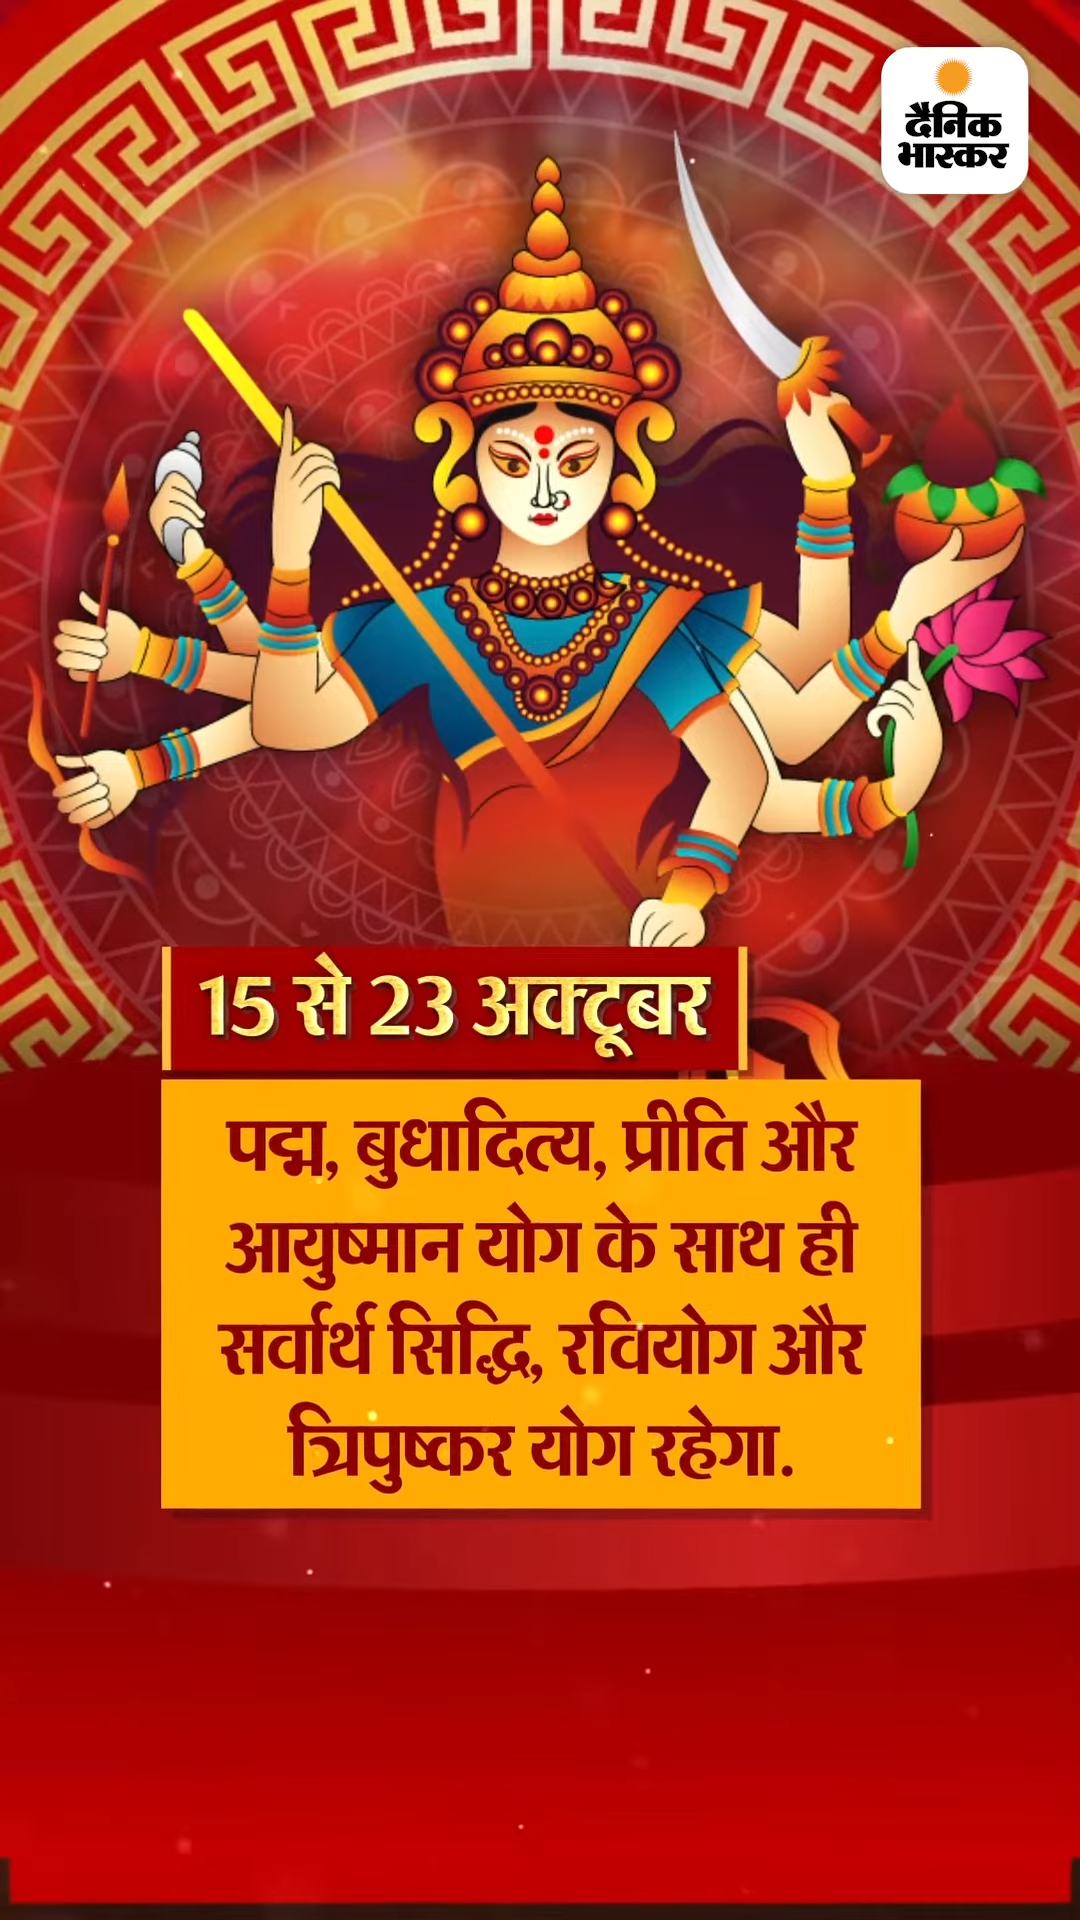 दैनिक
भास्कर
15 से 23 अक्टूबर
पद्म, बुधादित्य, प्रीति और
आयुष्मान योग के साथ ही
सर्वार्थ सिद्धि, रवियोग और
त्रिपुष्कर योग रहेगा.